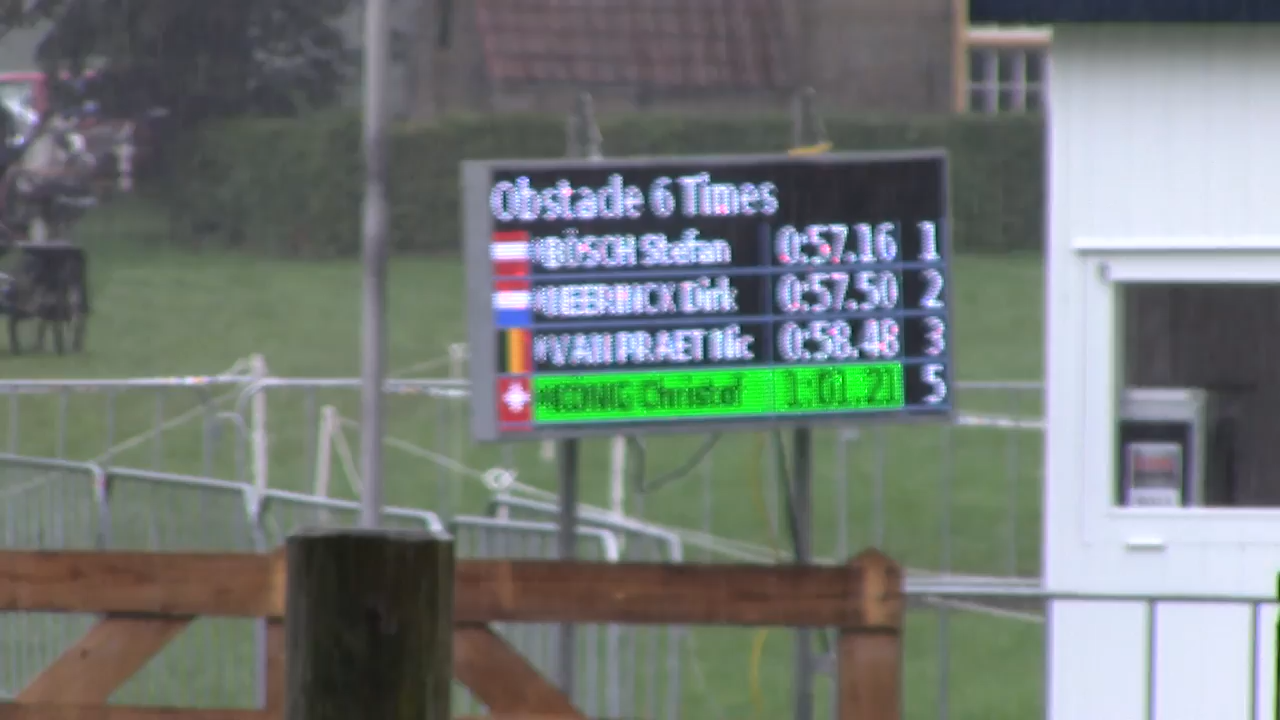 Obstacle 6 Times
BÖSCH Stefan 0:57.16 1
Dirk 0:57.50 2
VAN PRAET Nic 0:58.48 3
KÖNIG Christof 1:01.21 5